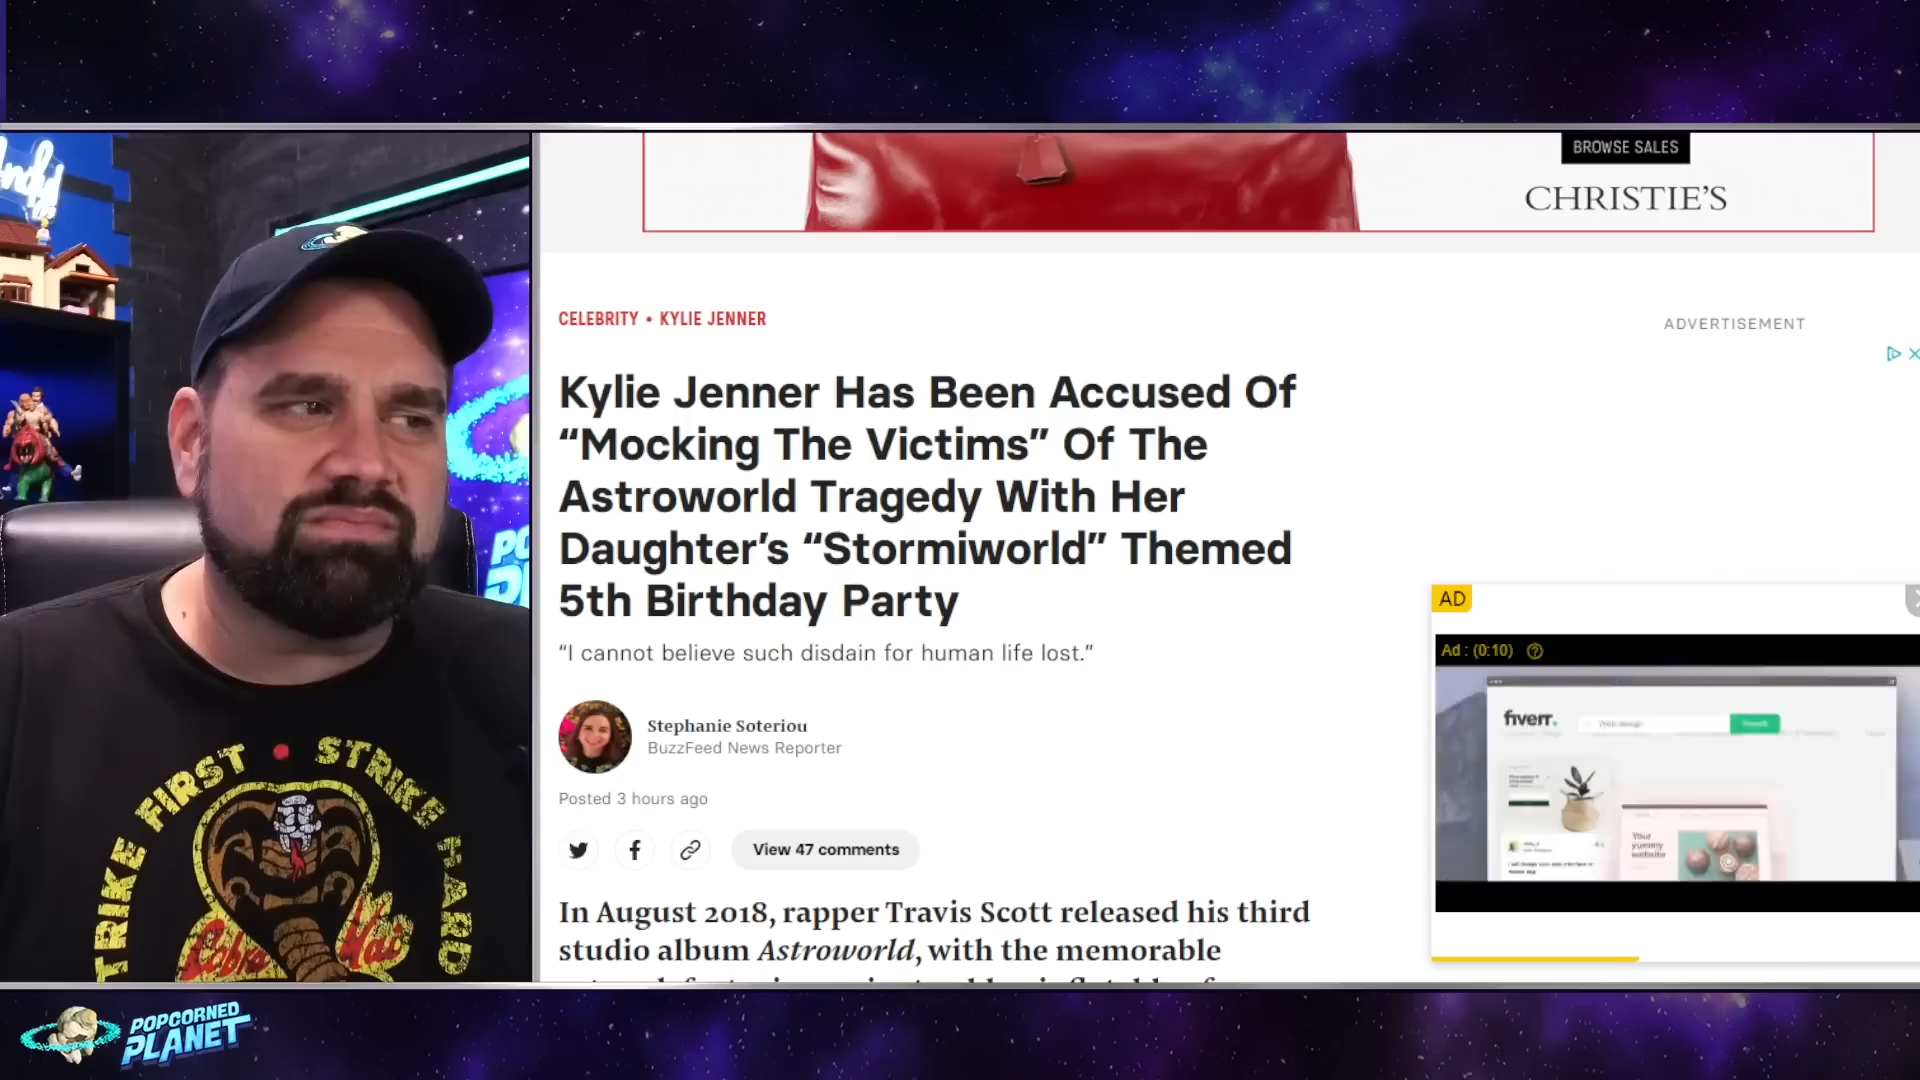 BROWSE SALES
CHRISTIE'S
CELEBRITY • KYLIE JENNER
ADVERTISEMENT
Kylie Jenner Has Been Accused Of
“Mocking The Victims” Of The
Astroworld Tragedy With Her
Daughter’s “Stormiworld” Themed
5th Birthday Party
“I cannot believe such disdain for human life lost.”
Stephanie Soteriou
BuzzFeed News Reporter
Posted 3 hours ago
View 47 comments
In August 2018, rapper Travis Scott released his third
studio album Astroworld, with the memorable
AD
Ad : (0:10)
fiverr.
Your
yummy
website
STRIKE FIRST • STRIKE HARD
Cobra Kai
POPCORNED
PLANET